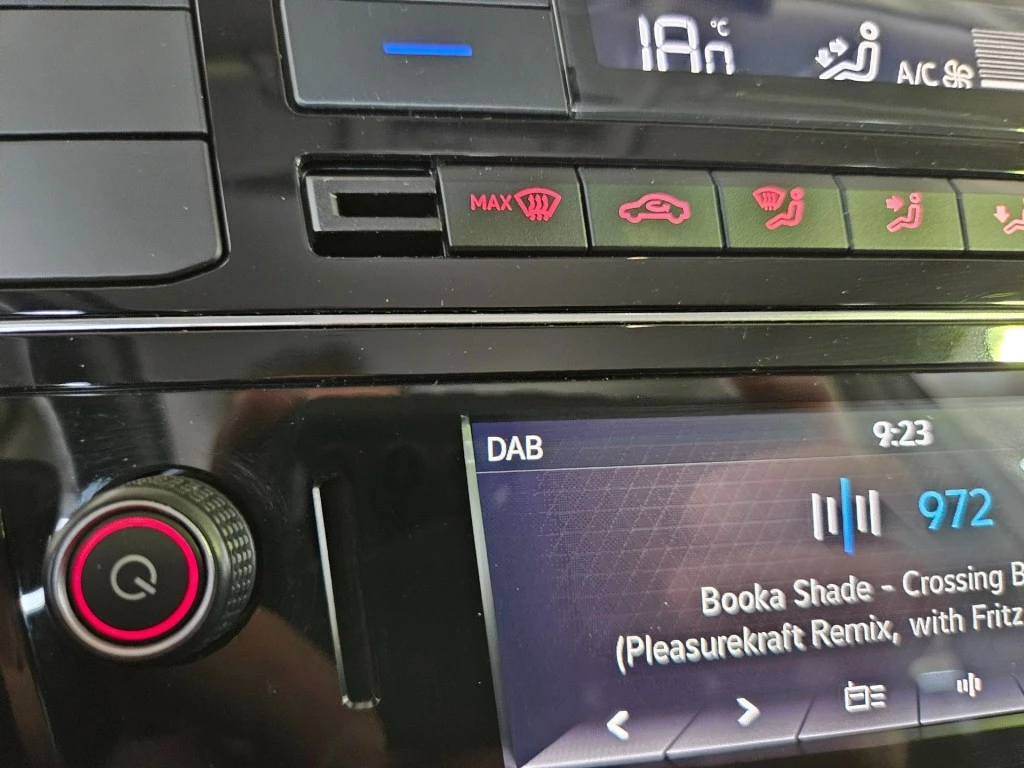 °C
A/C
MAX
DAB
9:23
972
Booka Shade - Crossing B
(Pleasurekraft Remix, with Fritz